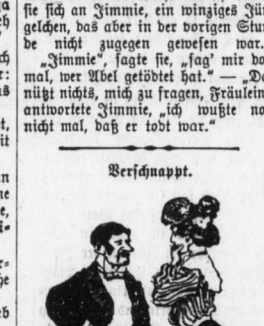 sie sich an Jimmie, ein winziges Jün
gelchen, das aber in der vorigen Stun
de nicht zugegen gewesen war.
„Jimmie“, sagte sie, „sag' mir do
mal, wer Abel getödtet hat.“ — „Da
nützt nichts, mich zu fragen, Fräulein
antwortete Jimmie, „ich wußte no
nicht mal, daß er todt war.“
Verschnappt.